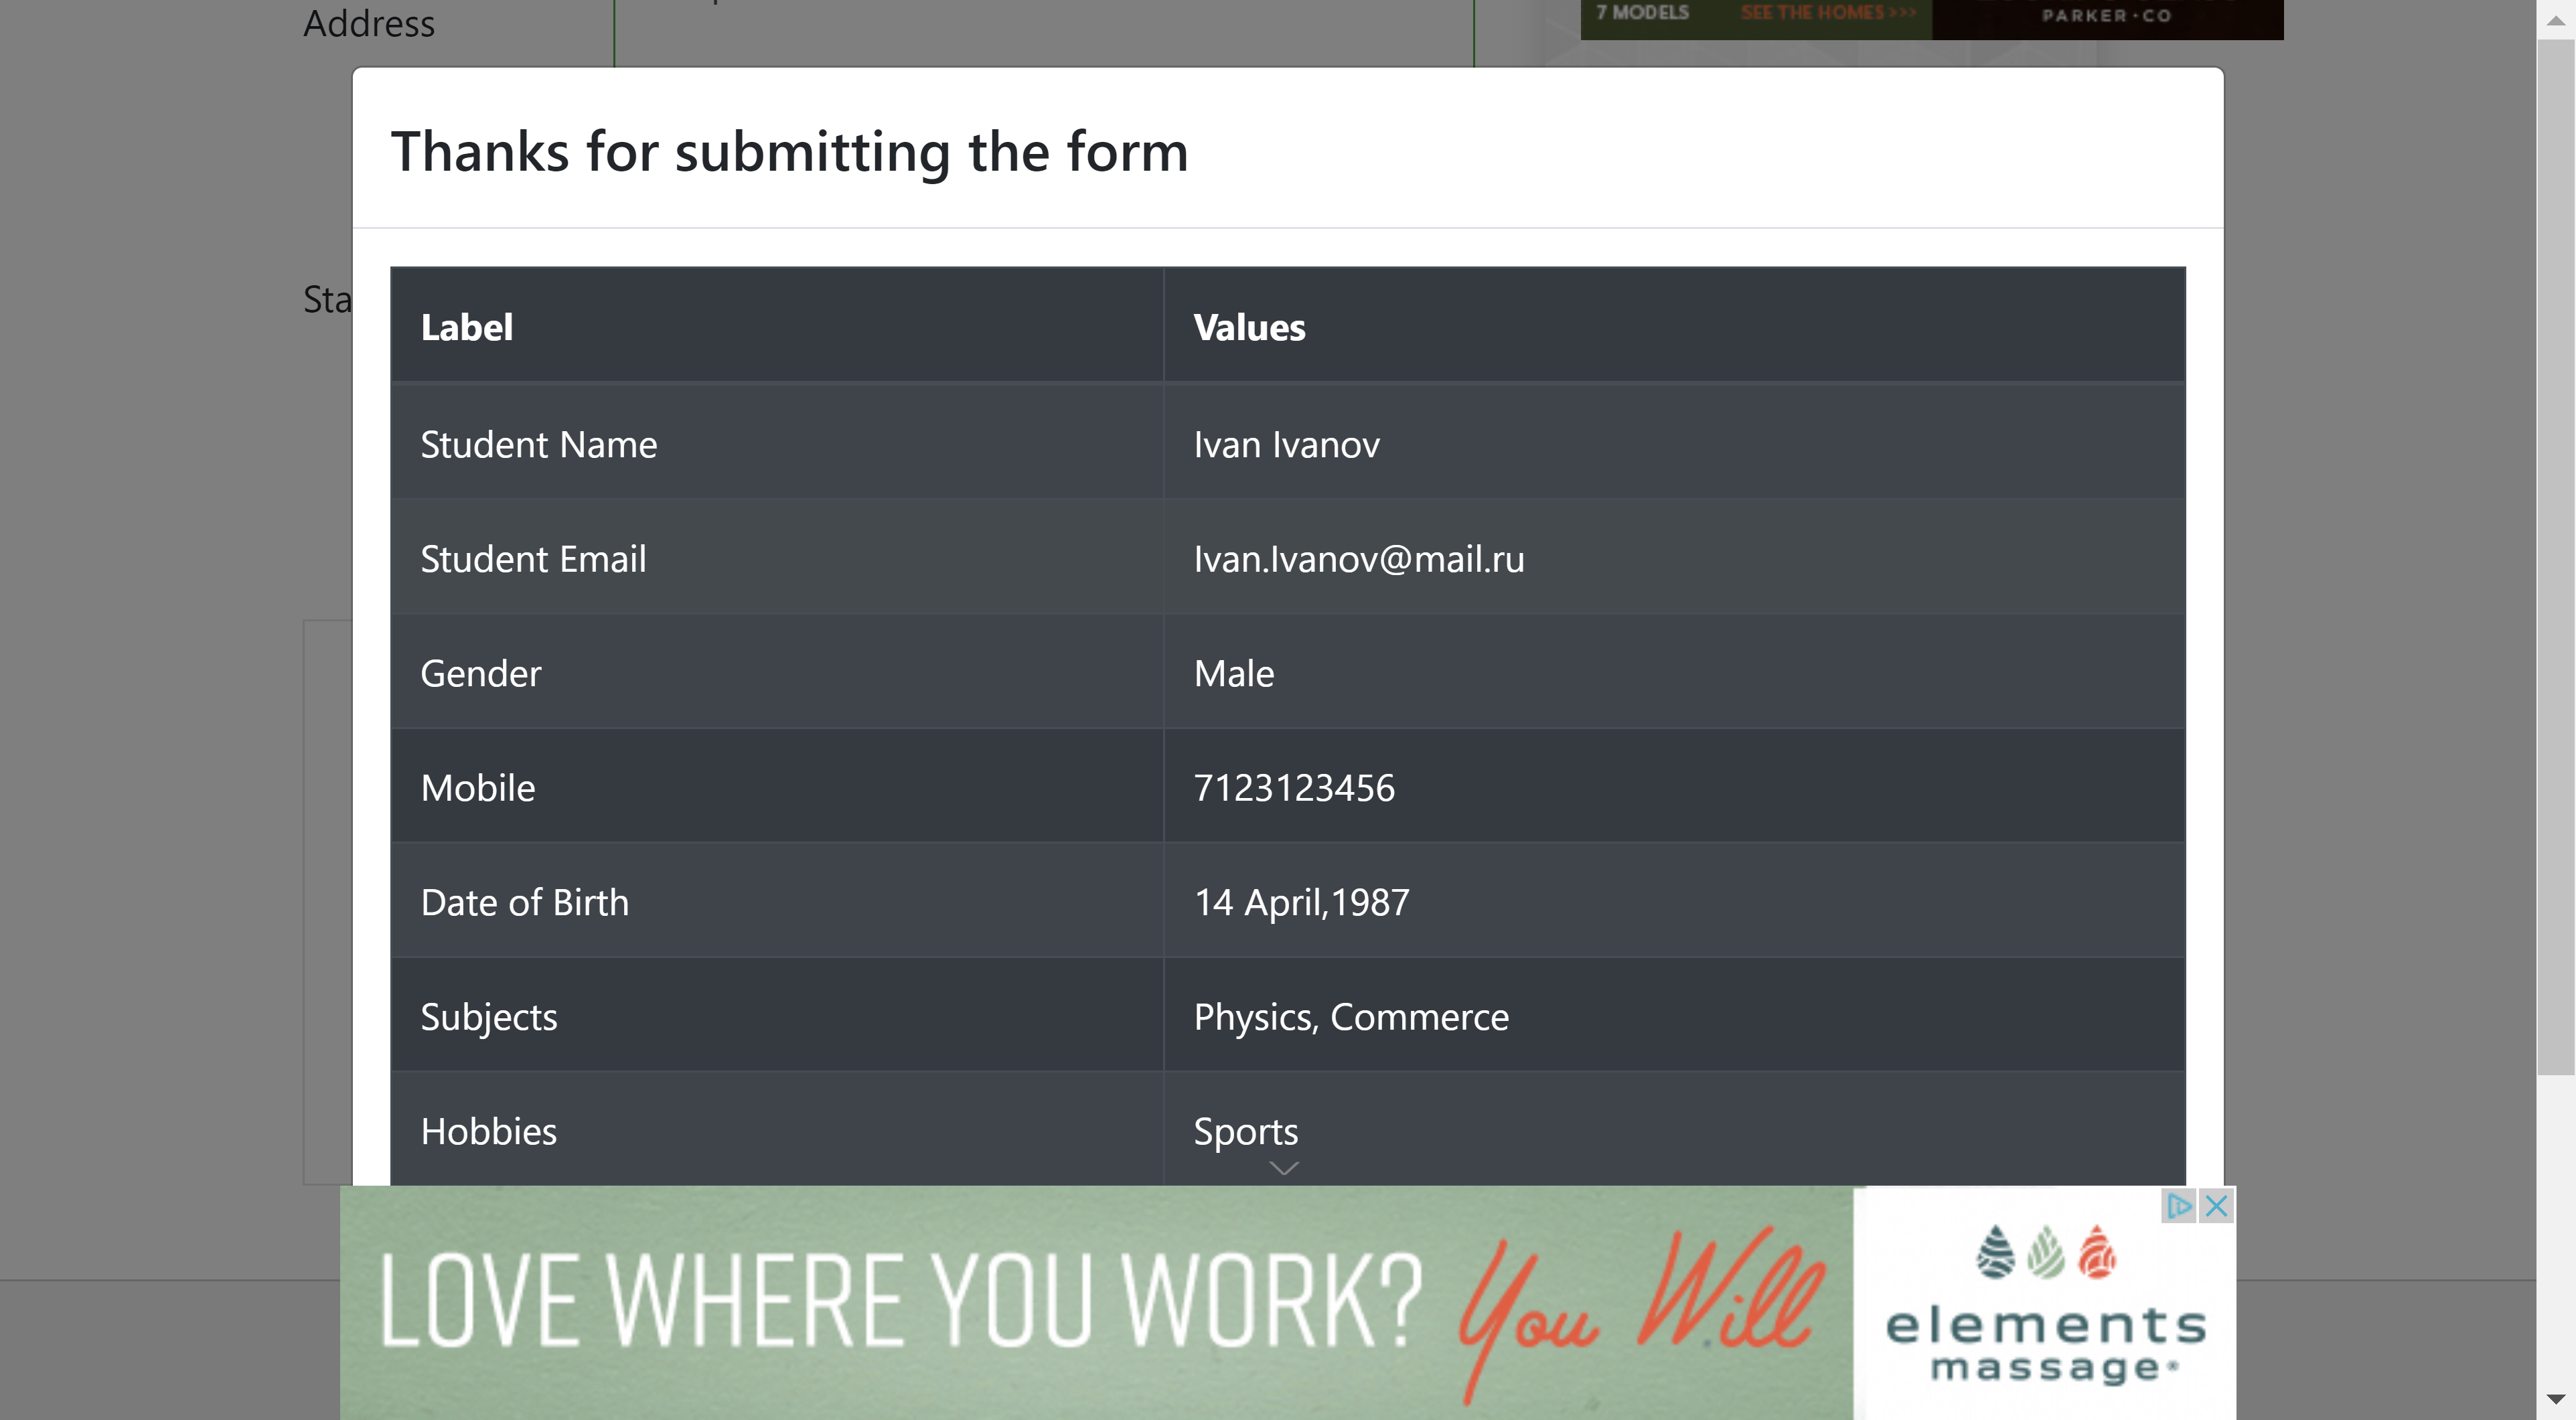 Address
7 MODELS SEE THE HOMES >>>
PARKER · CO
Thanks for submitting the form
Sta
Label Values
Student Name Ivan Ivanov
Student Email Ivan.Ivanov@mail.ru
Gender Male
Mobile 7123123456
Date of Birth 14 April,1987
Subjects Physics, Commerce
Hobbies Sports
LOVE WHERE YOU WORK? You Will
elements
massage®